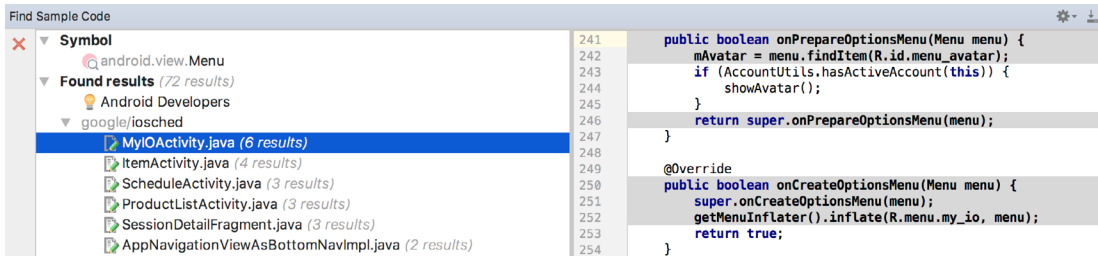 Find Sample Code
Symbol
android.view.Menu
Found results (72 results)
Android Developers
google/iosched
MyIOActivity.java (6 results)
ItemActivity.java (4 results)
ScheduleActivity.java (3 results)
ProductListActivity.java (3 results)
SessionDetailFragment.java (3 results)
AppNavigationViewAsBottomNavImpl.java (2 results)
241 public boolean onPrepareOptionsMenu(Menu menu) {
242 mAvatar = menu.findItem(R.id.menu_avatar);
243 if (AccountUtils.hasActiveAccount(this)) {
244 showAvatar();
245 }
246 return super.onPrepareOptionsMenu(menu);
247 }
248
249 @Override
250 public boolean onCreateOptionsMenu(Menu menu) {
251 super.onCreateOptionsMenu(menu);
252 getMenuInflater().inflate(R.menu.my_io, menu);
253 return true;
254 }